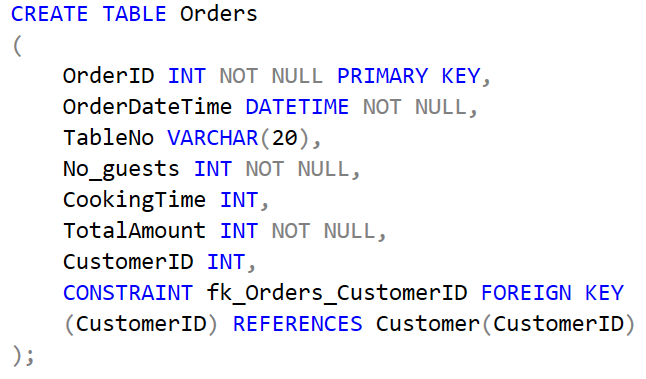 CREATE TABLE Orders
(
OrderID INT NOT NULL PRIMARY KEY,
OrderDateTime DATETIME NOT NULL,
TableNo VARCHAR(20),
No_guests INT NOT NULL,
CookingTime INT,
TotalAmount INT NOT NULL,
CustomerID INT,
CONSTRAINT fk_Orders_CustomerID FOREIGN KEY
(CustomerID) REFERENCES Customer(CustomerID)
);